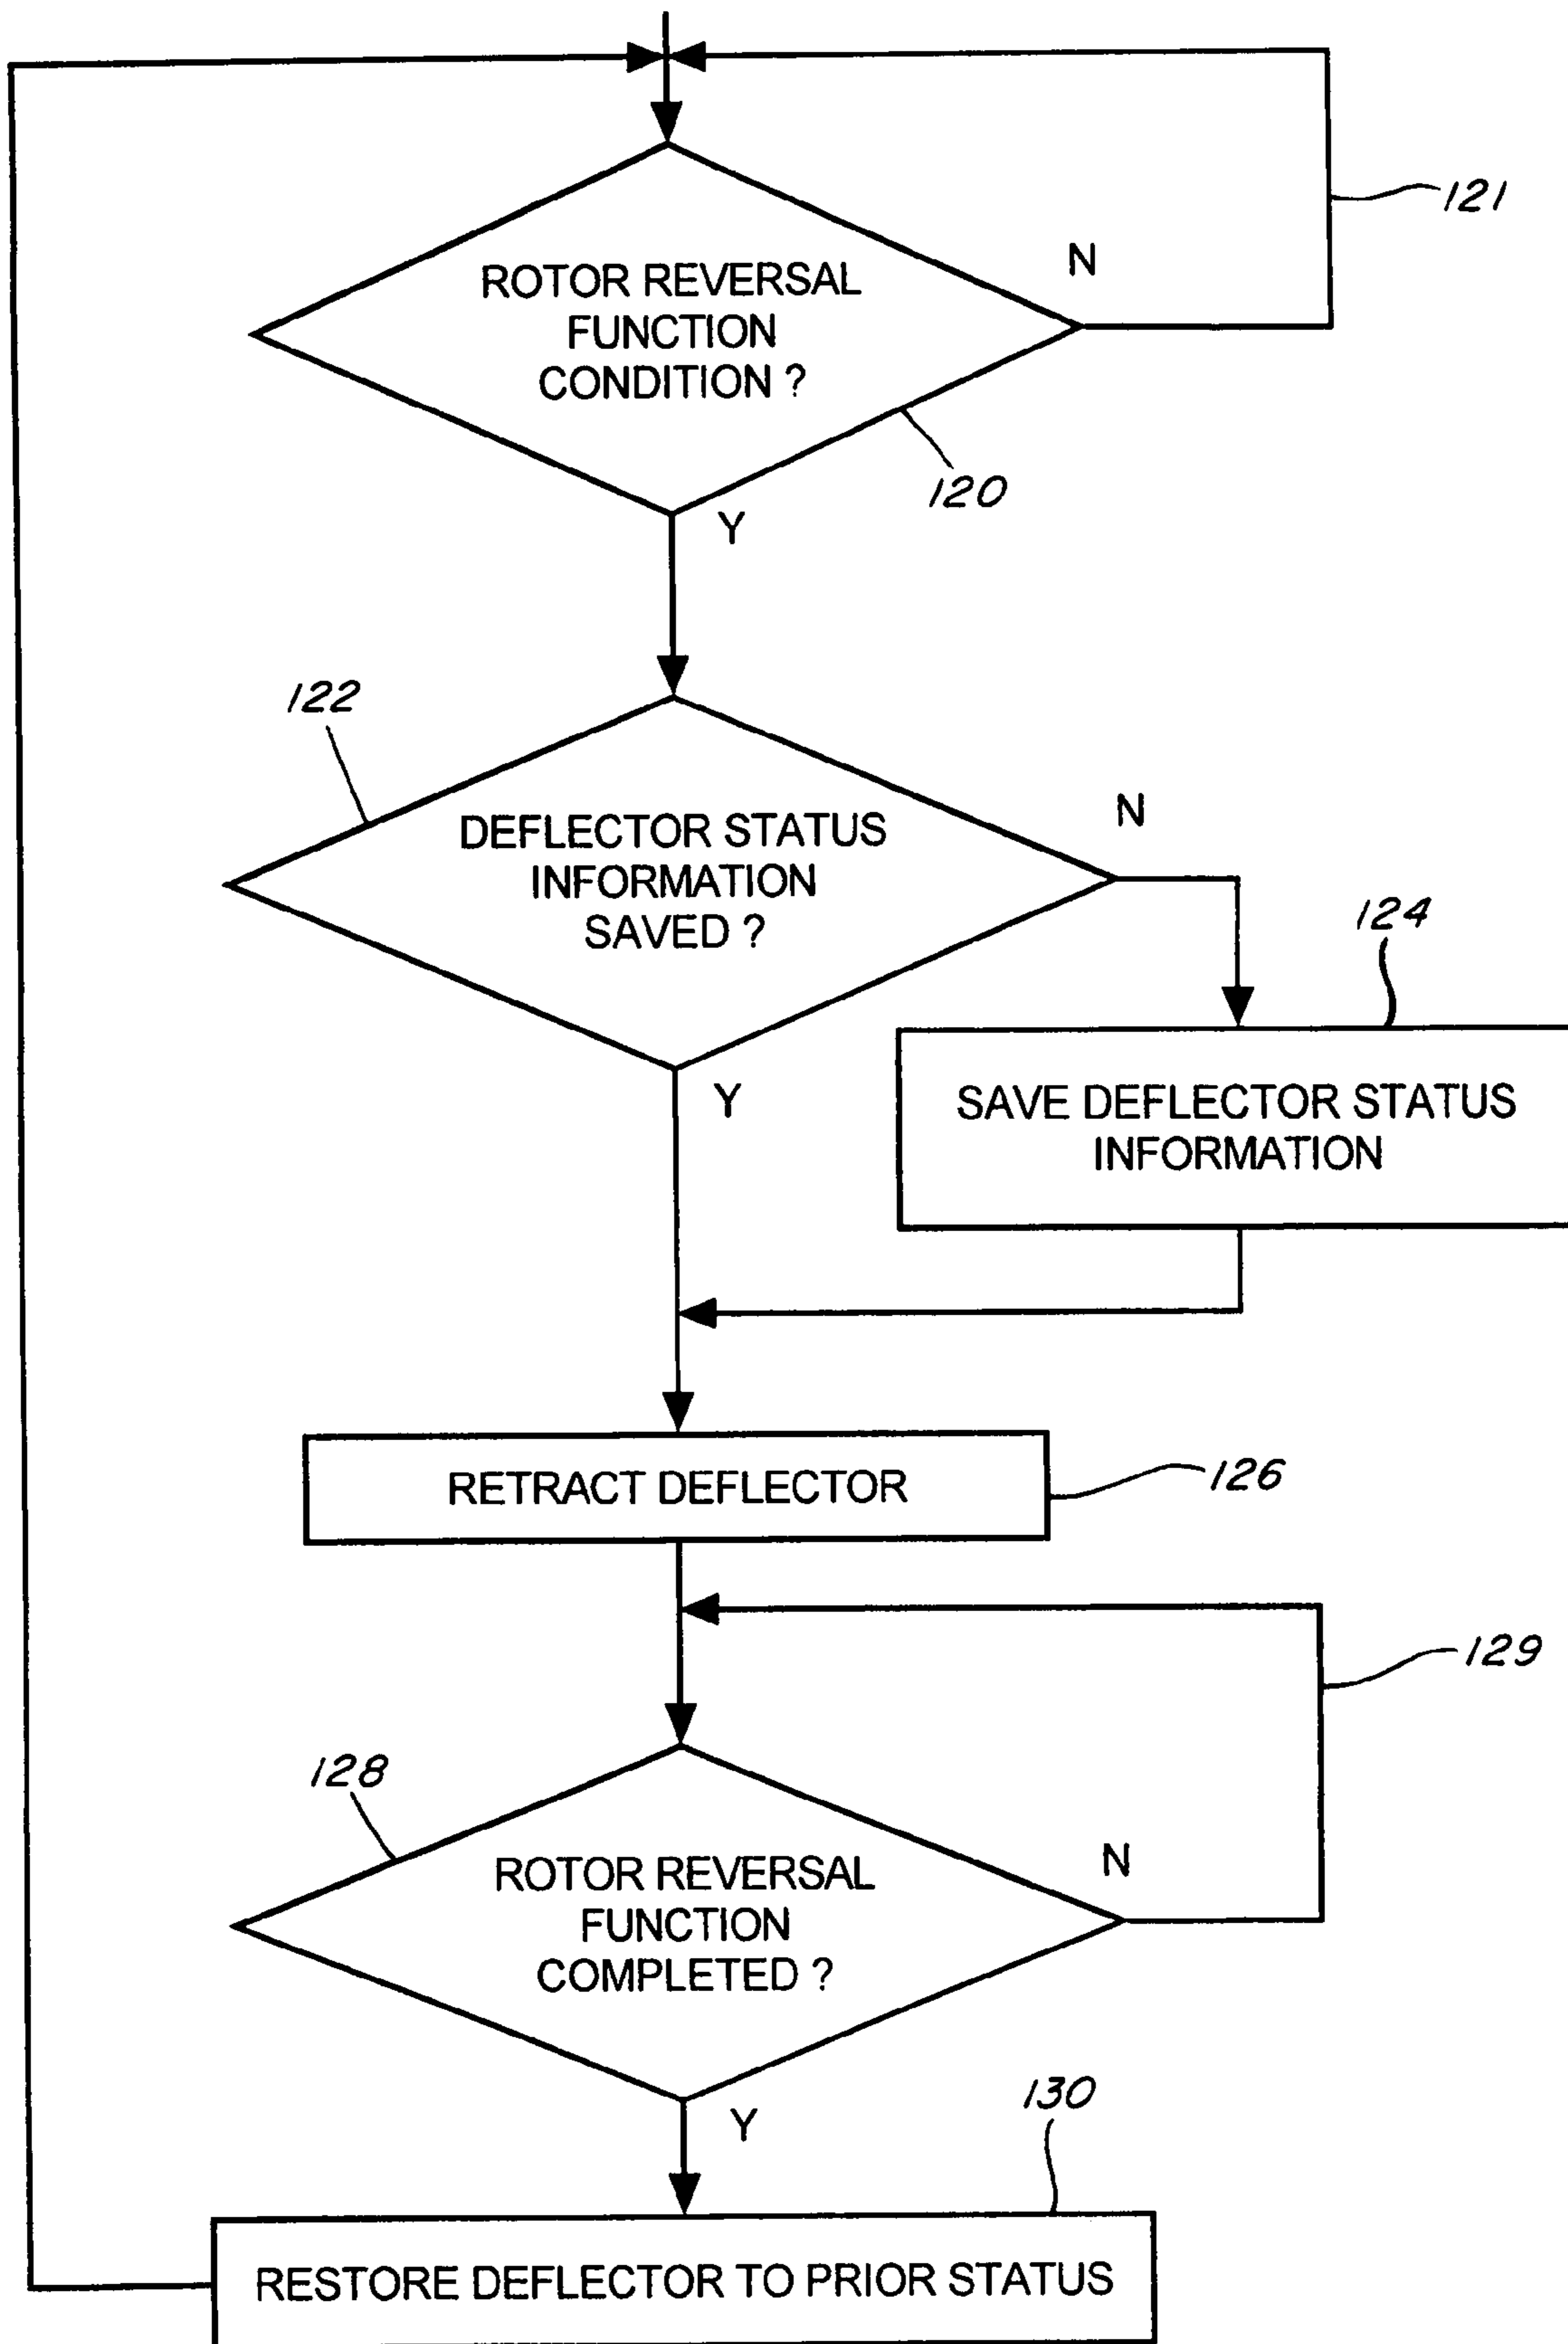 121
N
ROTOR REVERSAL
FUNCTION
CONDITION ?
120
Y
122
N
DEFLECTOR STATUS
INFORMATION
SAVED ?
124
Y
SAVE DEFLECTOR STATUS
INFORMATION
RETRACT DEFLECTOR
126
129
128
N
ROTOR REVERSAL
FUNCTION
COMPLETED ?
130
Y
RESTORE DEFLECTOR TO PRIOR STATUS